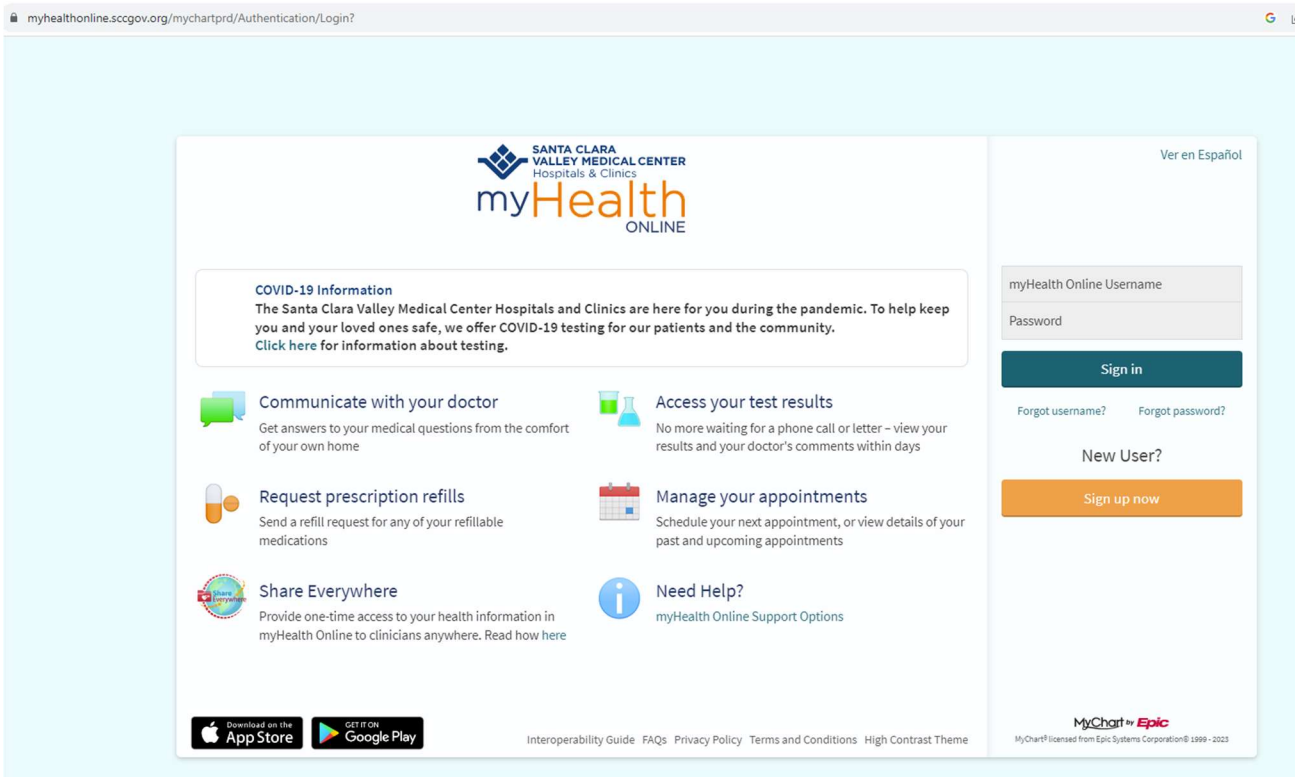 myhealthonline.sccgov.org/mychartprd/Authentication/Login?
SANTA CLARA
VALLEY MEDICAL CENTER
Hospitals & Clinics
myHealth
ONLINE
Ver en Español
COVID-19 Information
The Santa Clara Valley Medical Center Hospitals and Clinics are here for you during the pandemic. To help keep
you and your loved ones safe, we offer COVID-19 testing for our patients and the community.
Click here for information about testing.
Communicate with your doctor
Get answers to your medical questions from the comfort
of your own home
Access your test results
No more waiting for a phone call or letter – view your
results and your doctor's comments within days
Request prescription refills
Send a refill request for any of your refillable
medications
Manage your appointments
Schedule your next appointment, or view details of your
past and upcoming appointments
Share Everywhere
Share
Everywhere
Provide one-time access to your health information in
myHealth Online to clinicians anywhere. Read how here
Need Help?
myHealth Online Support Options
myHealth Online Username
Password
Sign in
Forgot username? Forgot password?
New User?
Sign up now
Download on the
App Store
GET IT ON
Google Play
Interoperability Guide FAQs Privacy Policy Terms and Conditions High Contrast Theme
MyChart by Epic
MyChart® licensed from Epic Systems Corporation© 1999 - 2023